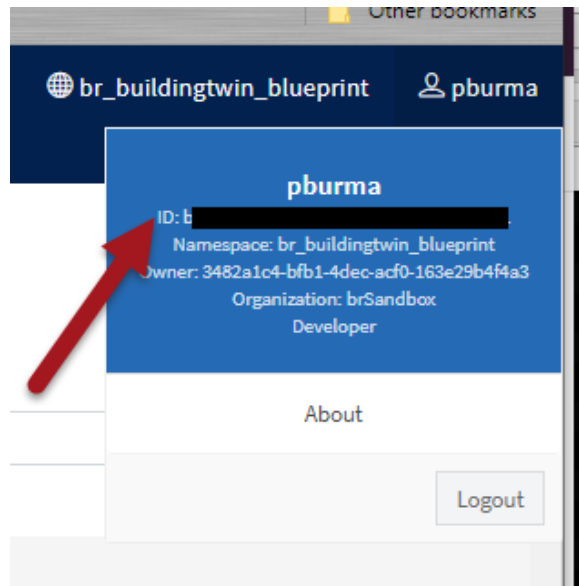 Other bookmarks
br_buildingtwin_blueprint pburma
pburma
ID: b
Namespace: br_buildingtwin_blueprint
Owner: 3482a1c4-bfb1-4dec-acf0-163e29b4f4a3
Organization: brSandbox
Developer
About
Logout